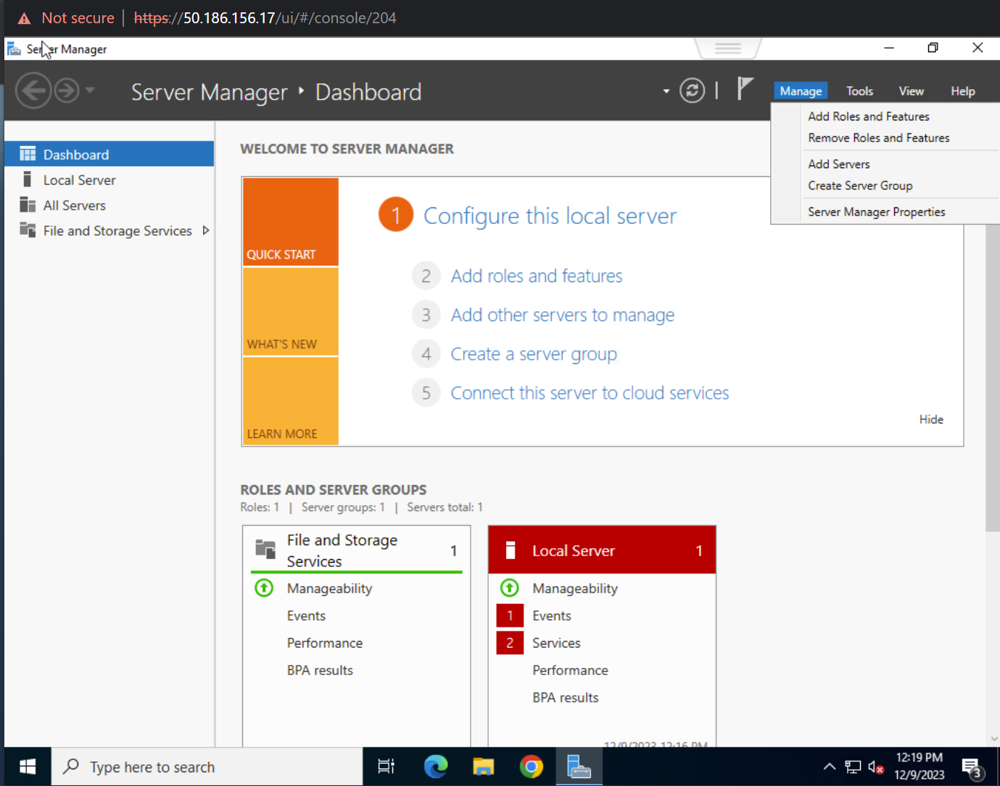 Not secure | https://50.186.156.17/ui/#/console/204
Server Manager
Server Manager ‣ Dashboard
Manage Tools View Help
Add Roles and Features
Remove Roles and Features
Add Servers
Create Server Group
Server Manager Properties
Dashboard
Local Server
All Servers
File and Storage Services
WELCOME TO SERVER MANAGER
QUICK START
WHAT'S NEW
LEARN MORE
1 Configure this local server
2 Add roles and features
3 Add other servers to manage
4 Create a server group
5 Connect this server to cloud services
Hide
ROLES AND SERVER GROUPS
Roles: 1 | Server groups: 1 | Servers total: 1
File and Storage
Services
1
Manageability
Events
Performance
BPA results
Local Server 1
Manageability
1 Events
2 Services
Performance
BPA results
12/9/2023 12:16 PM
Type here to search
12:19 PM
12/9/2023
3